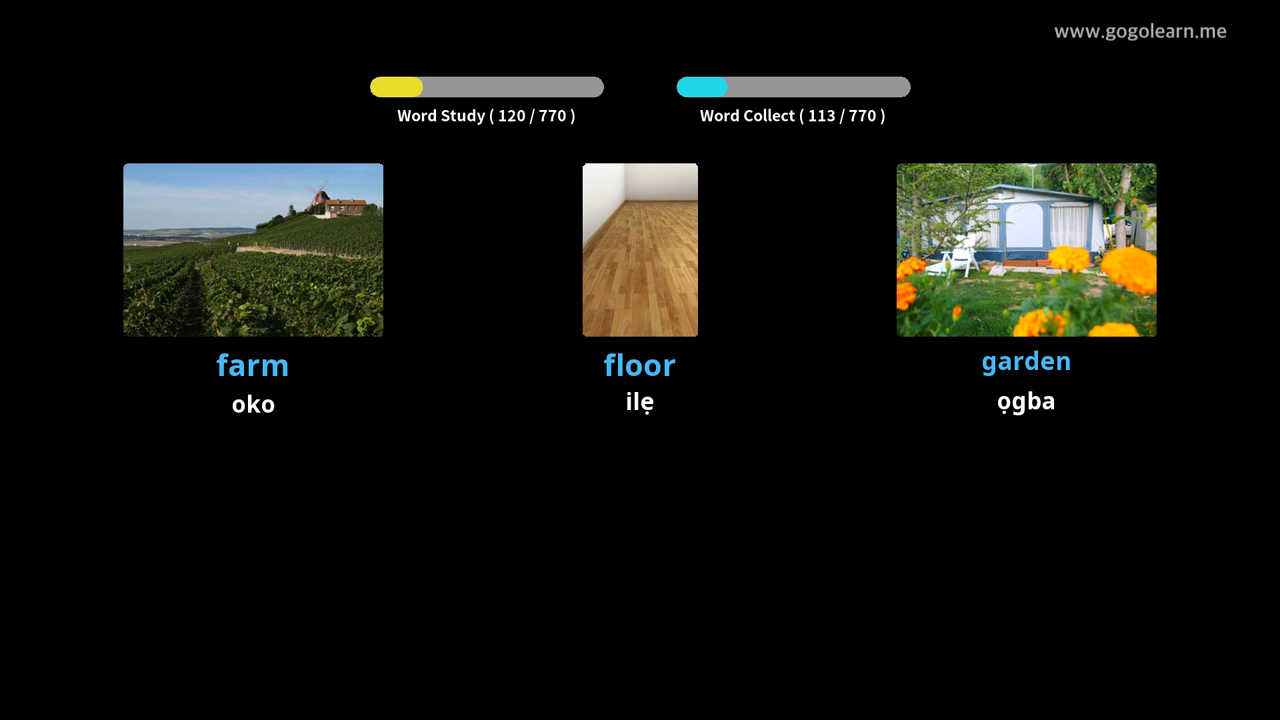 www.gogolearn.me
Word Study ( 120 / 770 )
Word Collect ( 113 / 770 )
farm
oko
floor
ilẹ
garden
ọgba